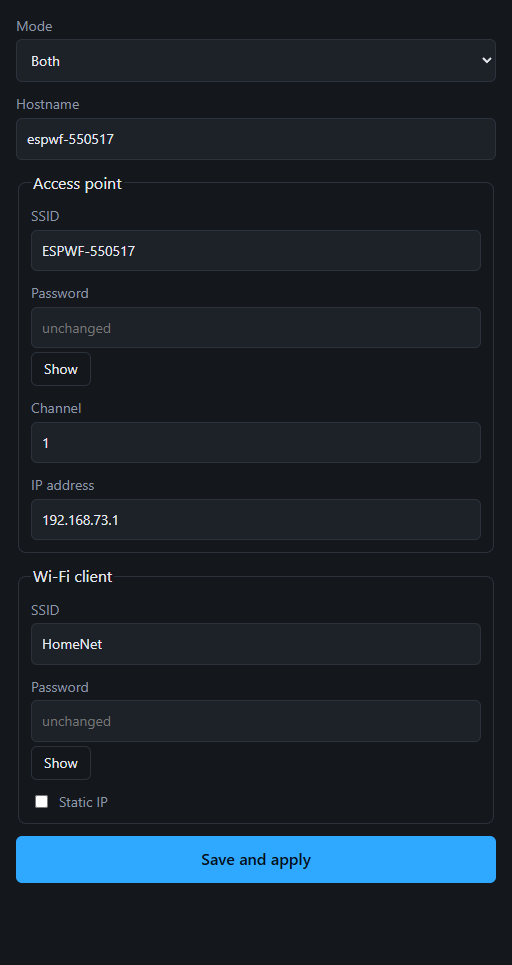 Mode
Both
Hostname
espwf-550517
Access point
SSID
ESPWF-550517
Password
unchanged
Show
Channel
1
IP address
192.168.73.1
Wi-Fi client
SSID
HomeNet
Password
unchanged
Show
Static IP
Save and apply